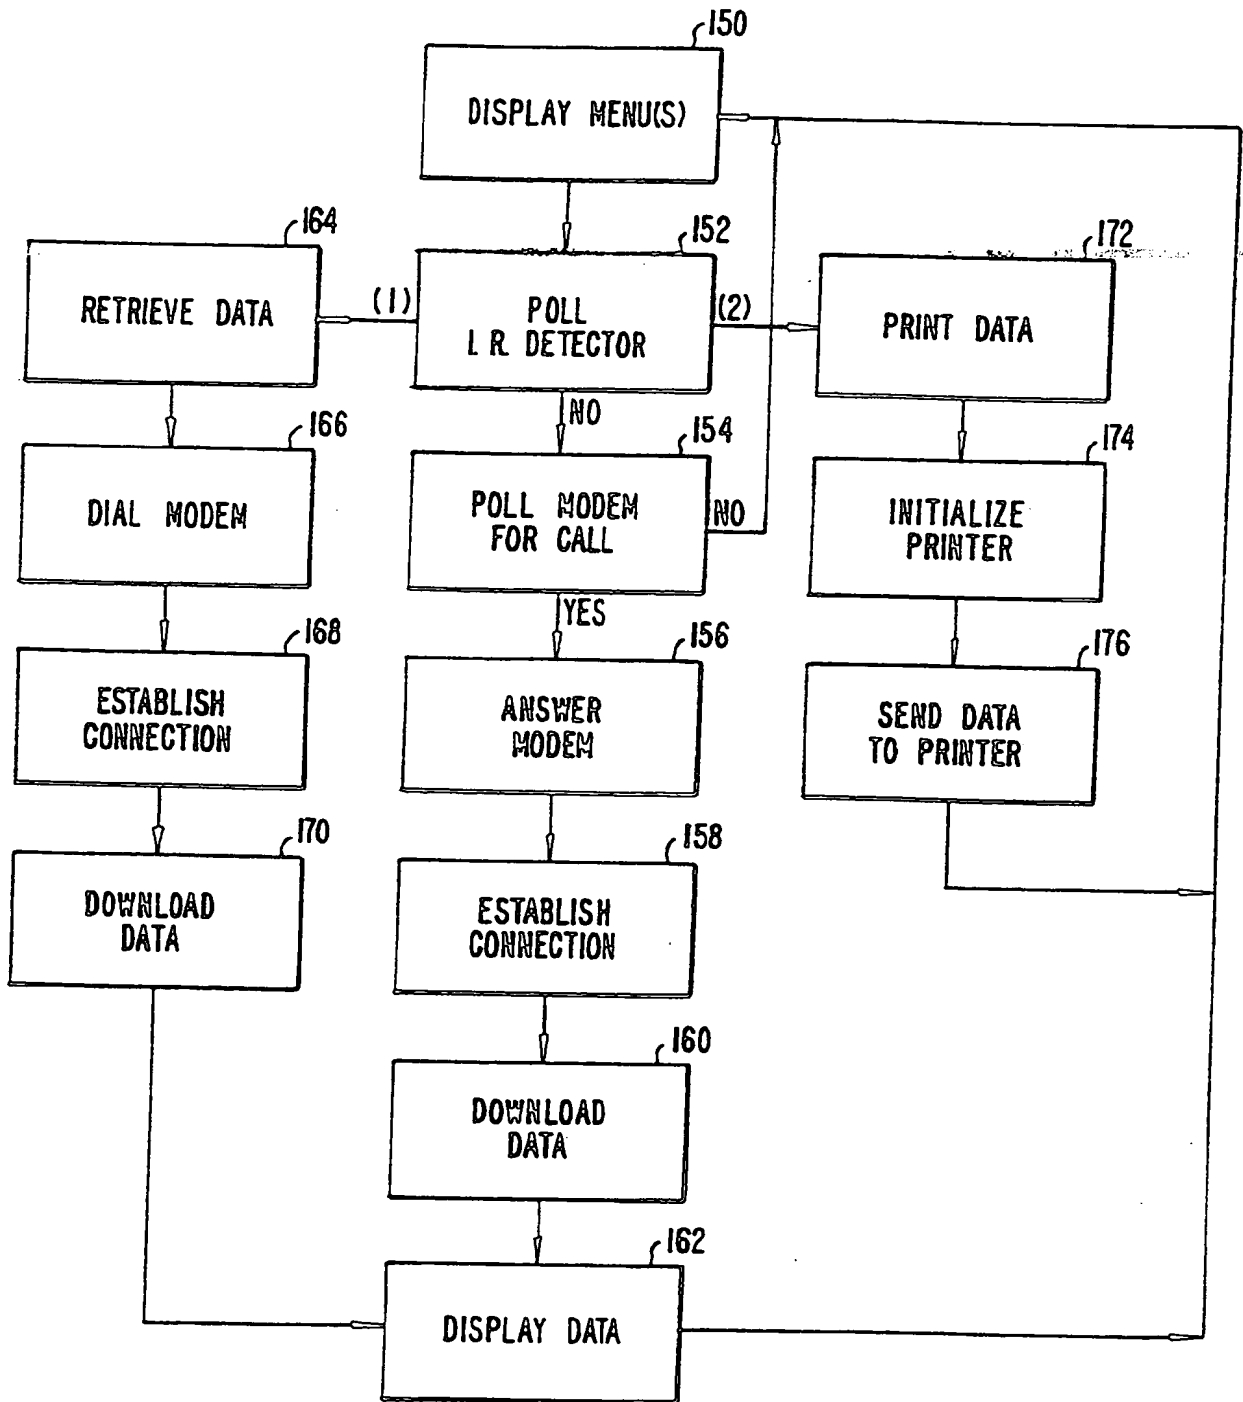 150
DISPLAY MENU(S)
164
152
172
RETRIEVE DATA
(1)
POLL
I.R. DETECTOR
(2)
PRINT DATA
NO
166
154
174
DIAL MODEM
POLL MODEM
FOR CALL
NO
INITIALIZE
PRINTER
YES
168
156
176
ESTABLISH
CONNECTION
ANSWER
MODEM
SEND DATA
TO PRINTER
170
158
DOWNLOAD
DATA
ESTABLISH
CONNECTION
160
DOWNLOAD
DATA
162
DISPLAY DATA